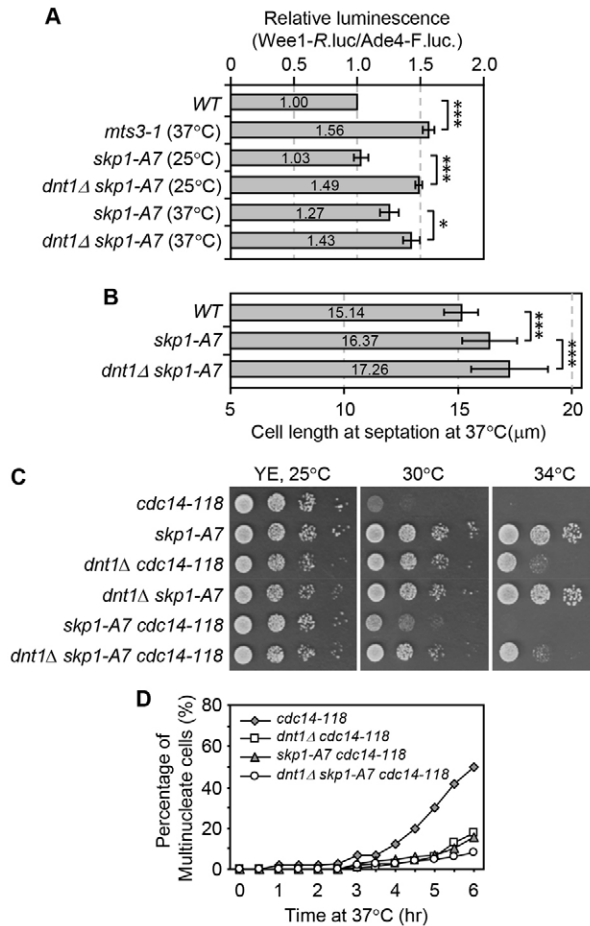 A
Relative luminescence
(Wee1-R.luc/Ade4-F.luc.)
0 0.5 1.0 1.5 2.0
WT 1.00
mts3-1 (37°C) 1.56
***
skp1-A7 (25°C) 1.03
dnt1Δ skp1-A7 (25°C) 1.49
***
skp1-A7 (37°C) 1.27
dnt1Δ skp1-A7 (37°C) 1.43
*
B
WT 15.14
***
skp1-A7 16.37
***
dnt1Δ skp1-A7 17.26
5 10 15 20
Cell length at septation at 37°C(μm)
C
YE, 25°C 30°C 34°C
cdc14-118
skp1-A7
dnt1Δ cdc14-118
dnt1Δ skp1-A7
skp1-A7 cdc14-118
dnt1Δ skp1-A7 cdc14-118
D
Percentage of
Multinucleate cells (%)
80
60
40
20
0
cdc14-118
dnt1Δ cdc14-118
skp1-A7 cdc14-118
dnt1Δ skp1-A7 cdc14-118
0 1 2 3 4 5 6
Time at 37°C (hr)